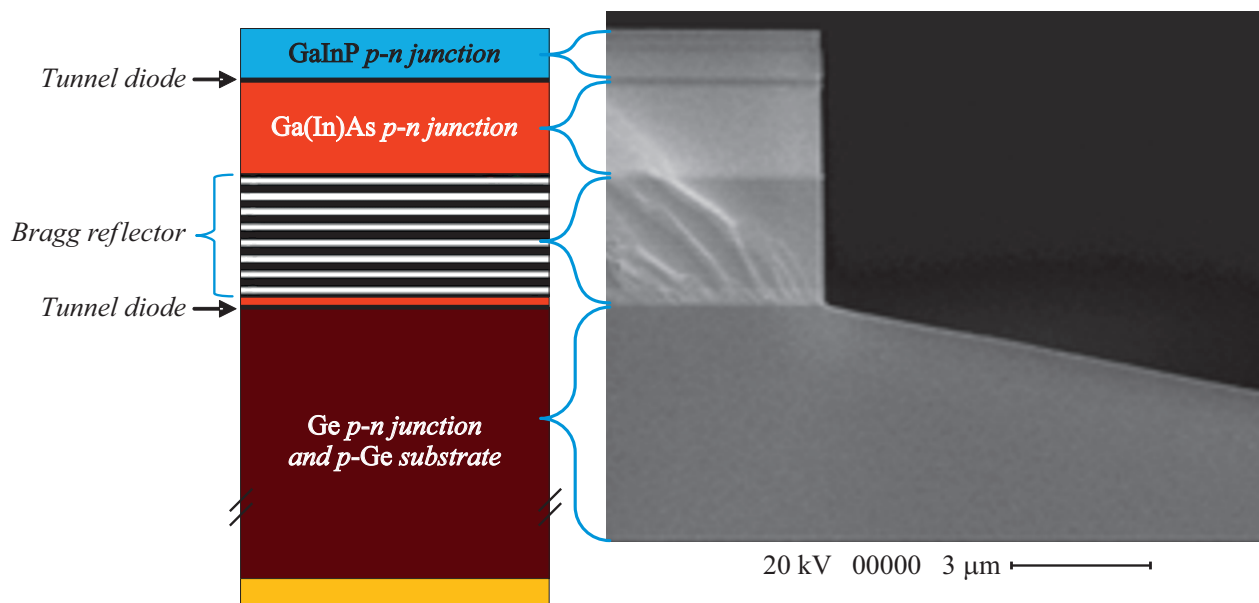 GaInP p-n junction
Tunnel diode
Ga(In)As p-n junction
Bragg reflector
Tunnel diode
Ge p-n junction
and p-Ge substrate
20 kV 00000 3 μm